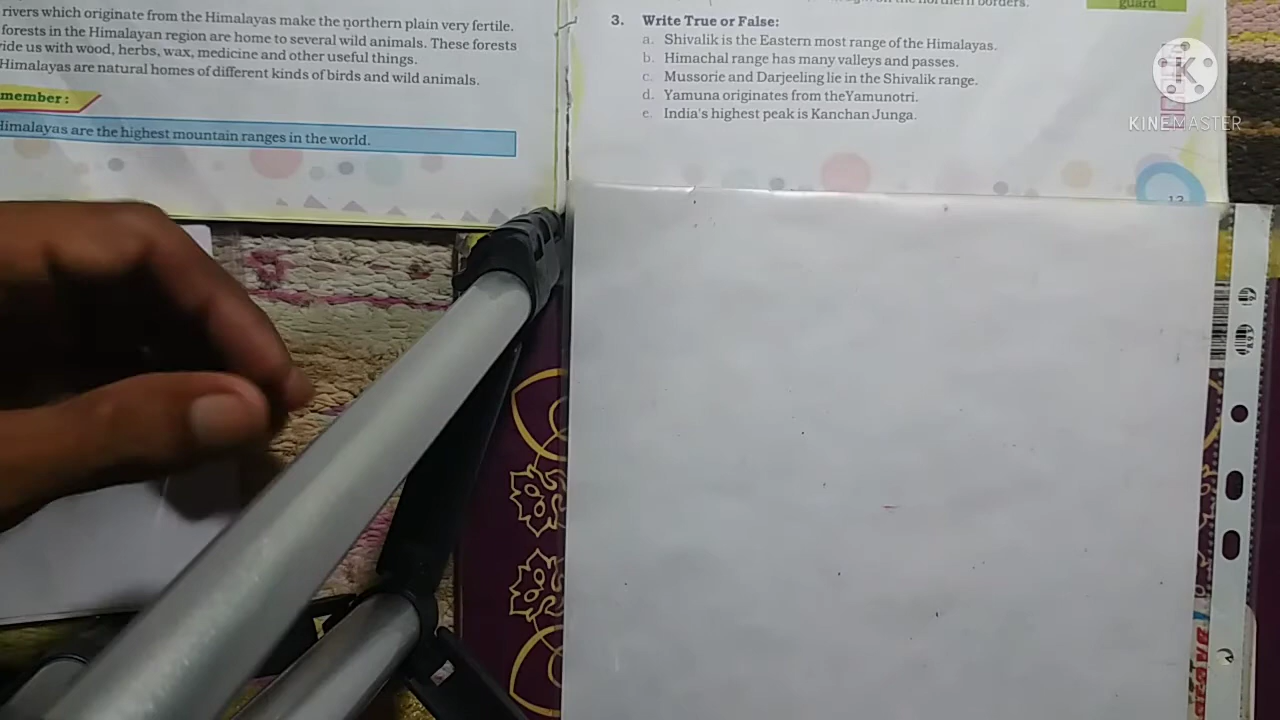 rivers which originate from the Himalayas make the northern plain very fertile.
forests in the Himalayan region are home to several wild animals. These forests
ide us with wood, herbs, wax, medicine and other useful things.
Himalayas are natural homes of different kinds of birds and wild animals.
member :
Himalayas are the highest mountain ranges in the world.
northern borders.
guard
3. Write True or False:
a. Shivalik is the Eastern most range of the Himalayas.
b. Himachal range has many valleys and passes.
c. Mussorie and Darjeeling lie in the Shivalik range.
d. Yamuna originates from theYamunotri.
e. India's highest peak is Kanchan Junga.
K
KINEMASTER